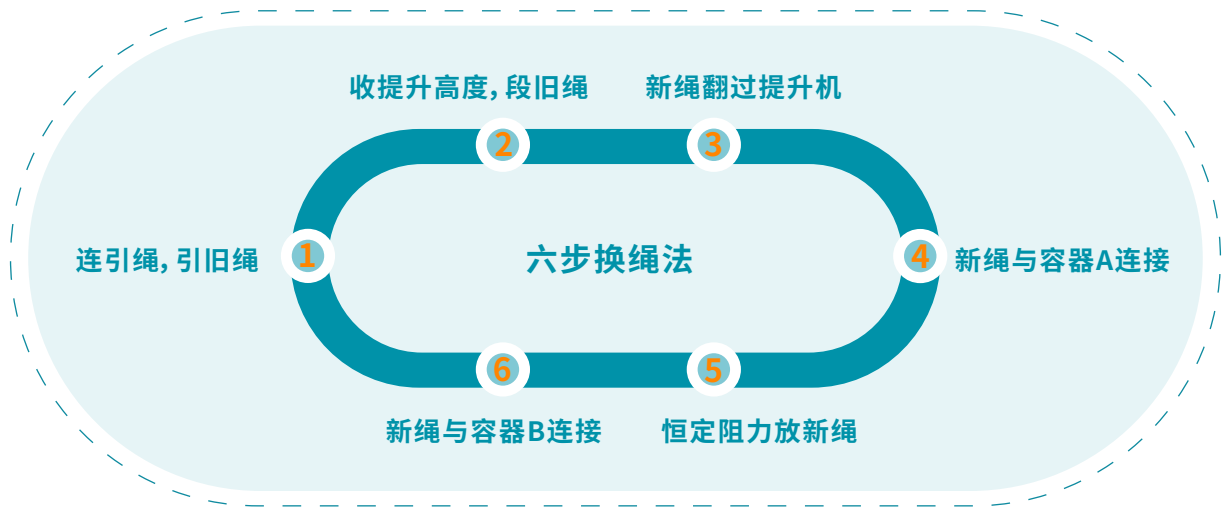 收提升高度，段旧绳
新绳翻过提升机
2
3
连引绳，引旧绳
1
六步换绳法
4
新绳与容器A连接
6
5
新绳与容器B连接
恒定阻力放新绳